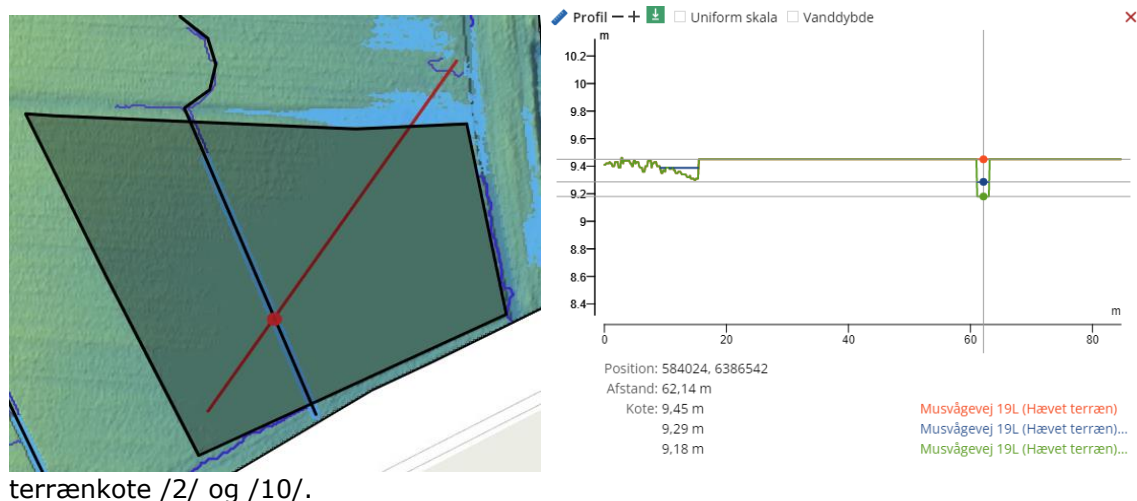 Profil − + Uniform skala Vanddybde ×
m
10.2
10
9.8
9.6
9.4
9.2
9
8.8
8.6
8.4
m
0 20 40 60 80
Position: 584024, 6386542
Afstand: 62,14 m
Kote: 9,45 m Musvågevej 19L (Hævet terræn)
9,29 m Musvågevej 19L (Hævet terræn)...
9,18 m Musvågevej 19L (Hævet terræn)...
terrænkote /2/ og /10/.